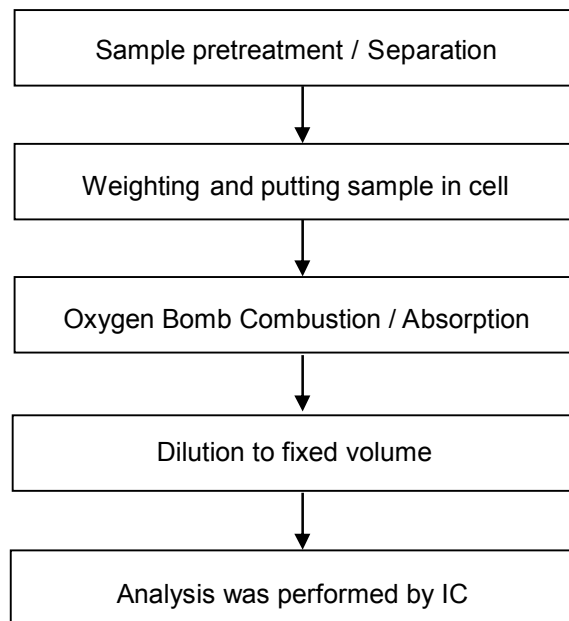 Sample pretreatment / Separation
Weighting and putting sample in cell
Oxygen Bomb Combustion / Absorption
Dilution to fixed volume
Analysis was performed by IC